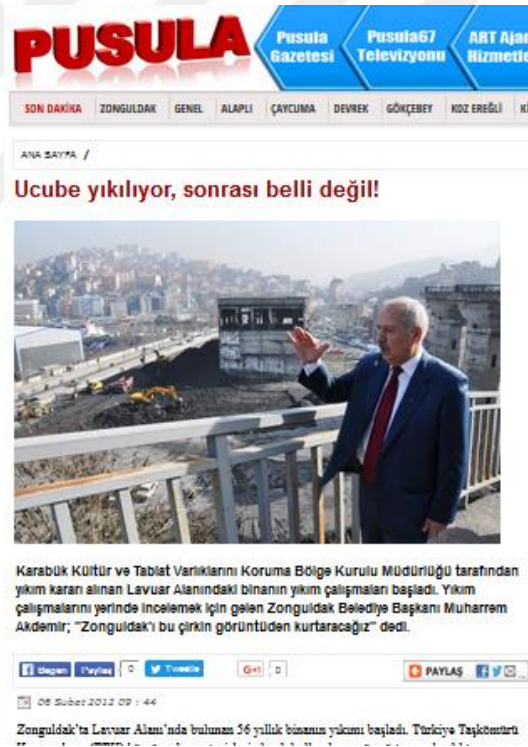 PUSULA
Pusula
Gazetesi
Pusula67
Televizyonu
ART Ajan
Hizmetle
SON DAKİKA ZONGULDAK GENEL ALAPLI ÇAYCUMA DEVREK GÖKÇEBEY KDZ EREĞLİ
ANA SAYFA /
Ucube yıkılıyor, sonrası belli değil!
Karabük Kültür ve Tabiat Varlıklarını Koruma Bölge Kurulu Müdürlüğü tarafından
yıkım kararı alınan Lavuar Alanındaki binanın yıkım çalışmaları başladı. Yıkım
çalışmalarını yerinde incelemek için gelen Zonguldak Belediye Başkanı Muharrem
Akdemir; "Zonguldak'ı bu çirkin görüntüden kurtaracağız" dedi.
Beğen Paylaş 0 Tweetle G+1 0 PAYLAŞ
06 Şubat 2012 09 : 44
Zonguldak'ta Lavuar Alanı'nda bulunan 56 yıllık binanın yıkımı başladı. Türkiye Taşkömürü